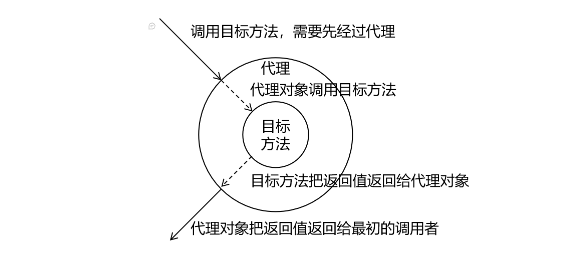 调用目标方法，需要先经过代理
代理
代理对象调用目标方法
目标
方法
目标方法把返回值返回给代理对象
代理对象把返回值返回给最初的调用者